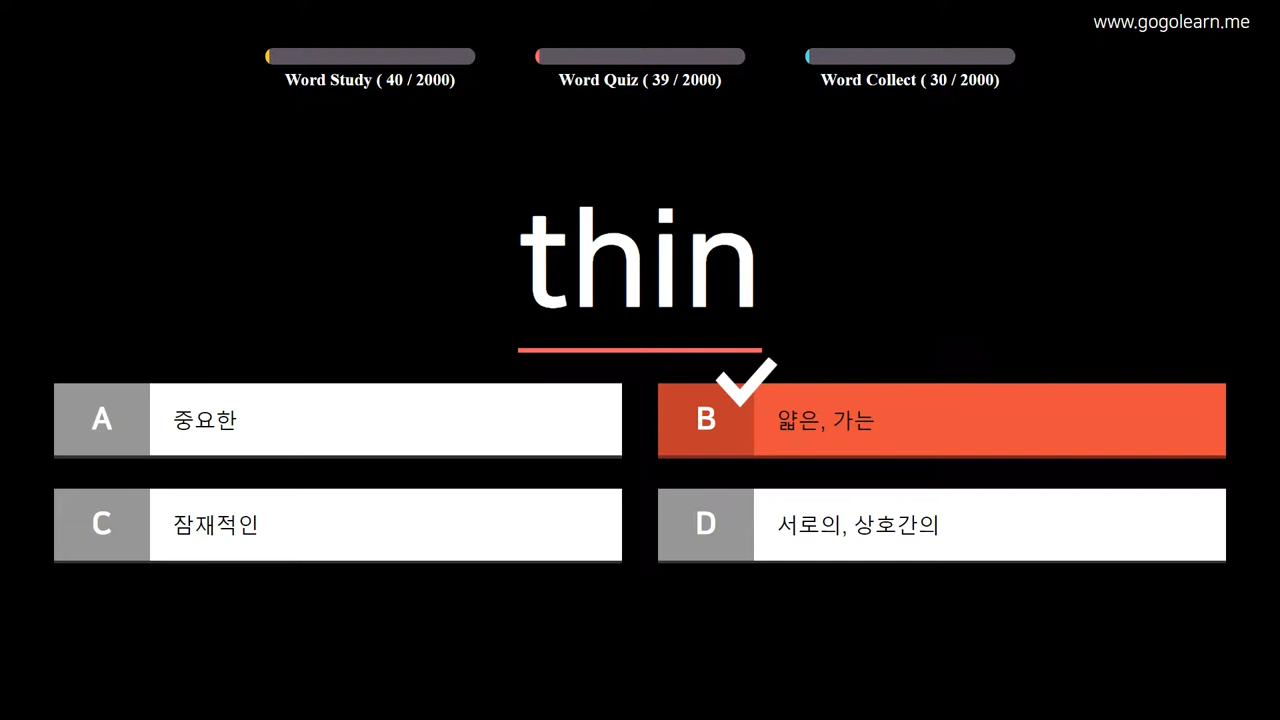 www.gogolearn.me
Word Study ( 40 / 2000)
Word Quiz ( 39 / 2000)
Word Collect ( 30 / 2000)
thin
A
중요한
B
얇은, 가는
C
잠재적인
D
서로의, 상호간의